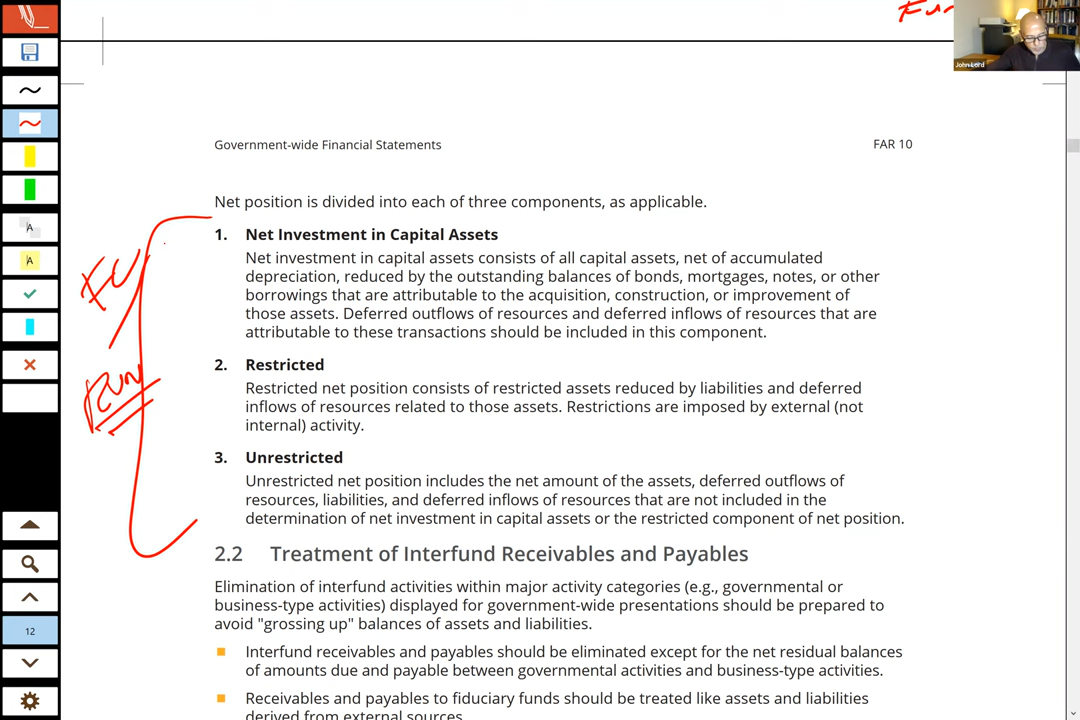 Fun
John Lord
Government-wide Financial Statements
FAR 10
Net position is divided into each of three components, as applicable.
1. Net Investment in Capital Assets
Net investment in capital assets consists of all capital assets, net of accumulated
depreciation, reduced by the outstanding balances of bonds, mortgages, notes, or other
borrowings that are attributable to the acquisition, construction, or improvement of
those assets. Deferred outflows of resources and deferred inflows of resources that are
attributable to these transactions should be included in this component.
2. Restricted
Restricted net position consists of restricted assets reduced by liabilities and deferred
inflows of resources related to those assets. Restrictions are imposed by external (not
internal) activity.
3. Unrestricted
Unrestricted net position includes the net amount of the assets, deferred outflows of
resources, liabilities, and deferred inflows of resources that are not included in the
determination of net investment in capital assets or the restricted component of net position.
2.2 Treatment of Interfund Receivables and Payables
Elimination of interfund activities within major activity categories (e.g., governmental or
business-type activities) displayed for government-wide presentations should be prepared to
avoid "grossing up" balances of assets and liabilities.
Interfund receivables and payables should be eliminated except for the net residual balances
of amounts due and payable between governmental activities and business-type activities.
Receivables and payables to fiduciary funds should be treated like assets and liabilities
derived from external sources.
A
A
12